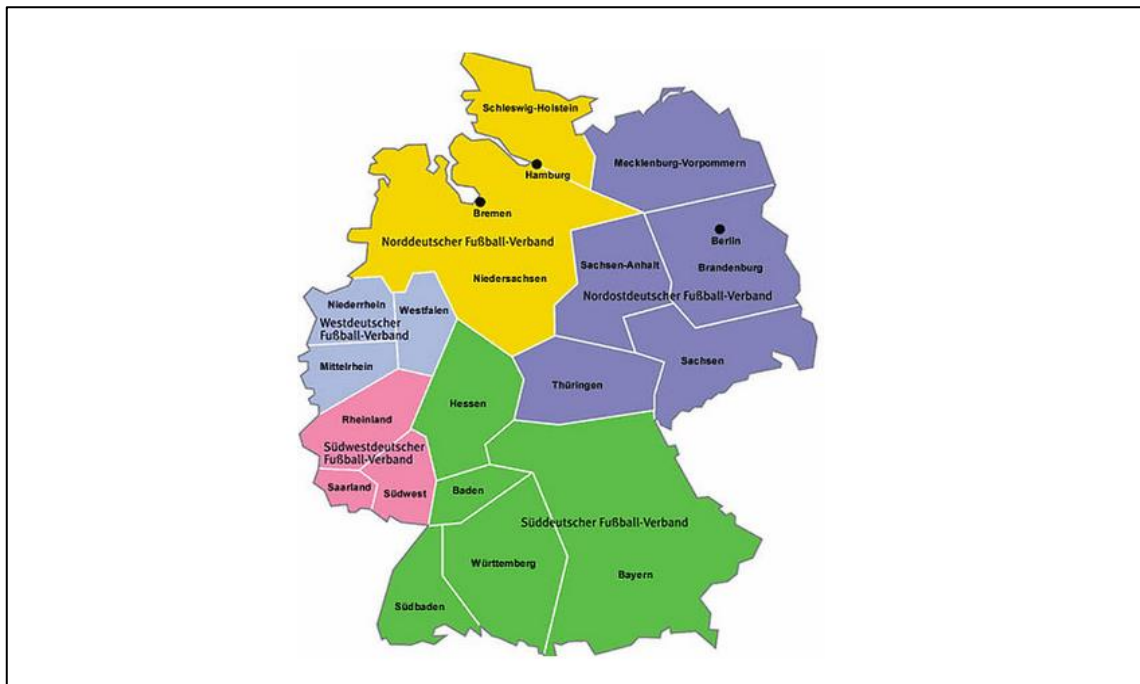 Schleswig-Holstein
Mecklenburg-Vorpommern
Hamburg
Bremen
Berlin
Norddeutscher Fußball-Verband
Sachsen-Anhalt
Brandenburg
Niedersachsen
Nordostdeutscher Fußball-Verband
Niederrhein
Westfalen
Westdeutscher
Fußball-Verband
Sachsen
Mittelrhein
Thüringen
Hessen
Rheinland
Südwestdeutscher
Fußball-Verband
Saarland
Südwest
Baden
Süddeutscher Fußball-Verband
Württemberg
Bayern
Südbaden